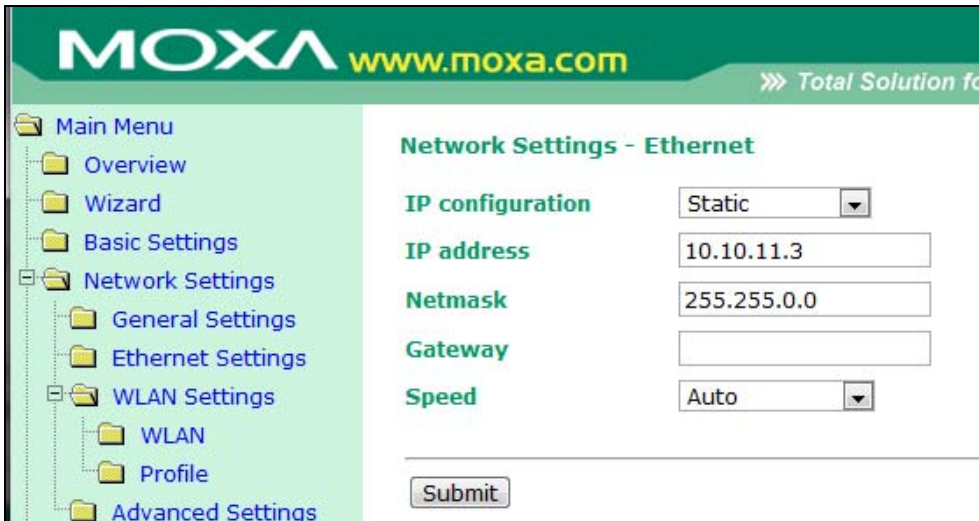 MOXA www.moxa.com
Total Solution fo
Main Menu
Overview
Wizard
Basic Settings
Network Settings
General Settings
Ethernet Settings
WLAN Settings
WLAN
Profile
Advanced Settings
Network Settings - Ethernet
IP configuration Static
IP address 10.10.11.3
Netmask 255.255.0.0
Gateway
Speed Auto
Submit